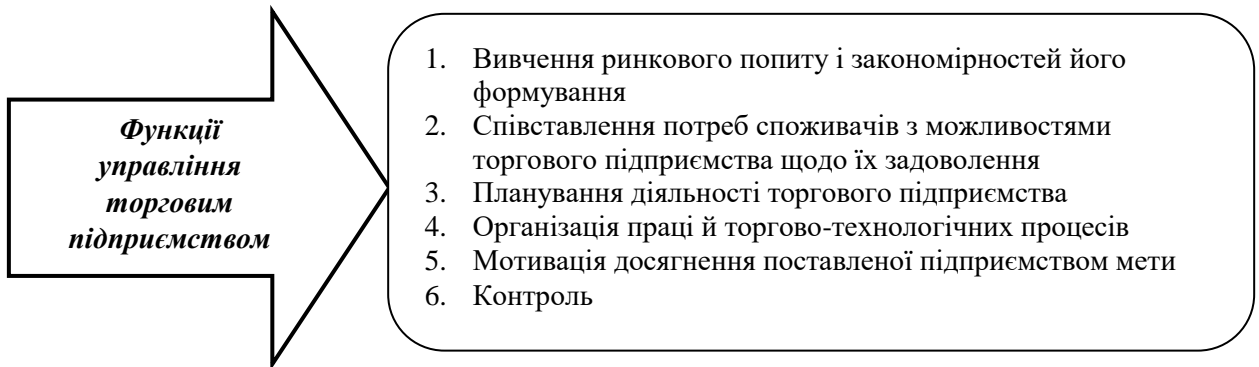 Функції
управління
торговим
підприємством
1. Вивчення ринкового попиту і закономірностей його
формування
2. Співставлення потреб споживачів з можливостями
торгового підприємства щодо їх задоволення
3. Планування діяльності торгового підприємства
4. Організація праці й торгово-технологічних процесів
5. Мотивація досягнення поставленої підприємством мети
6. Контроль